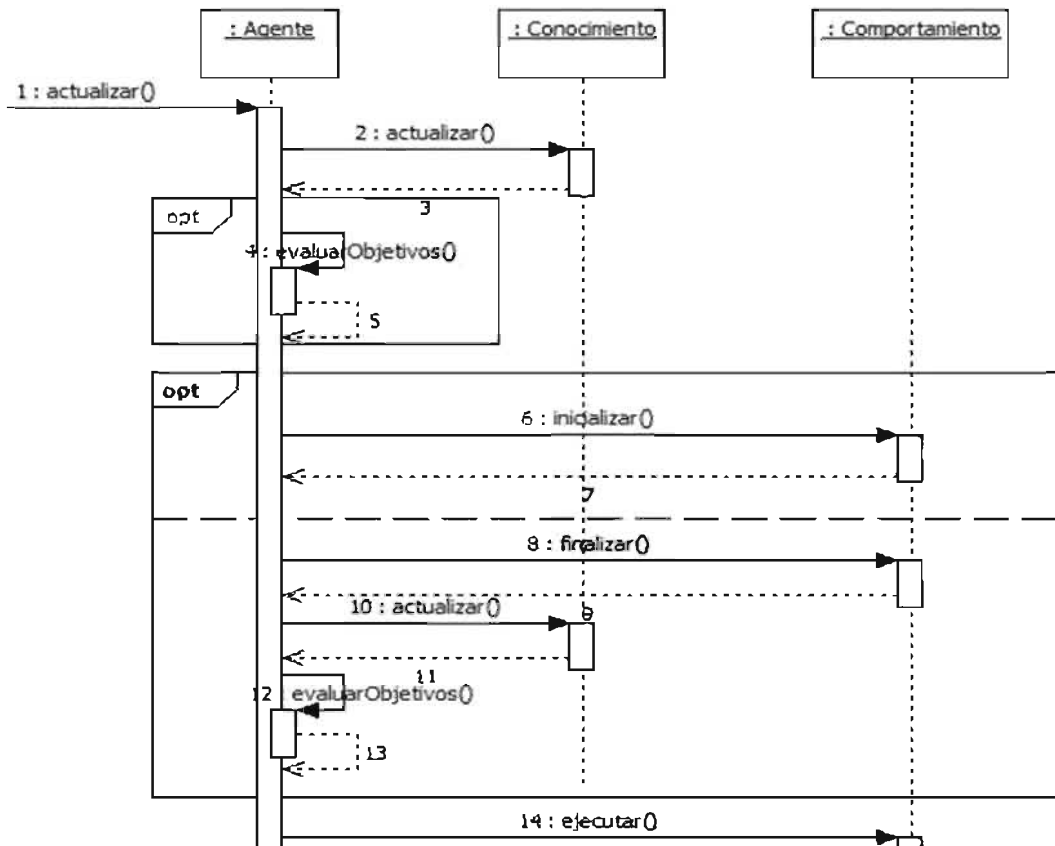 : Agente
: Conocimiento
: Comportamiento
1 : actualizar()
2 : actualizar()
3
opt
4 : evaluarObjetivos()
5
opt
6 : inicializar()
7
8 : finalizar()
9
10 : actualizar()
11
12 : evaluarObjetivos()
13
14 : ejecutar()